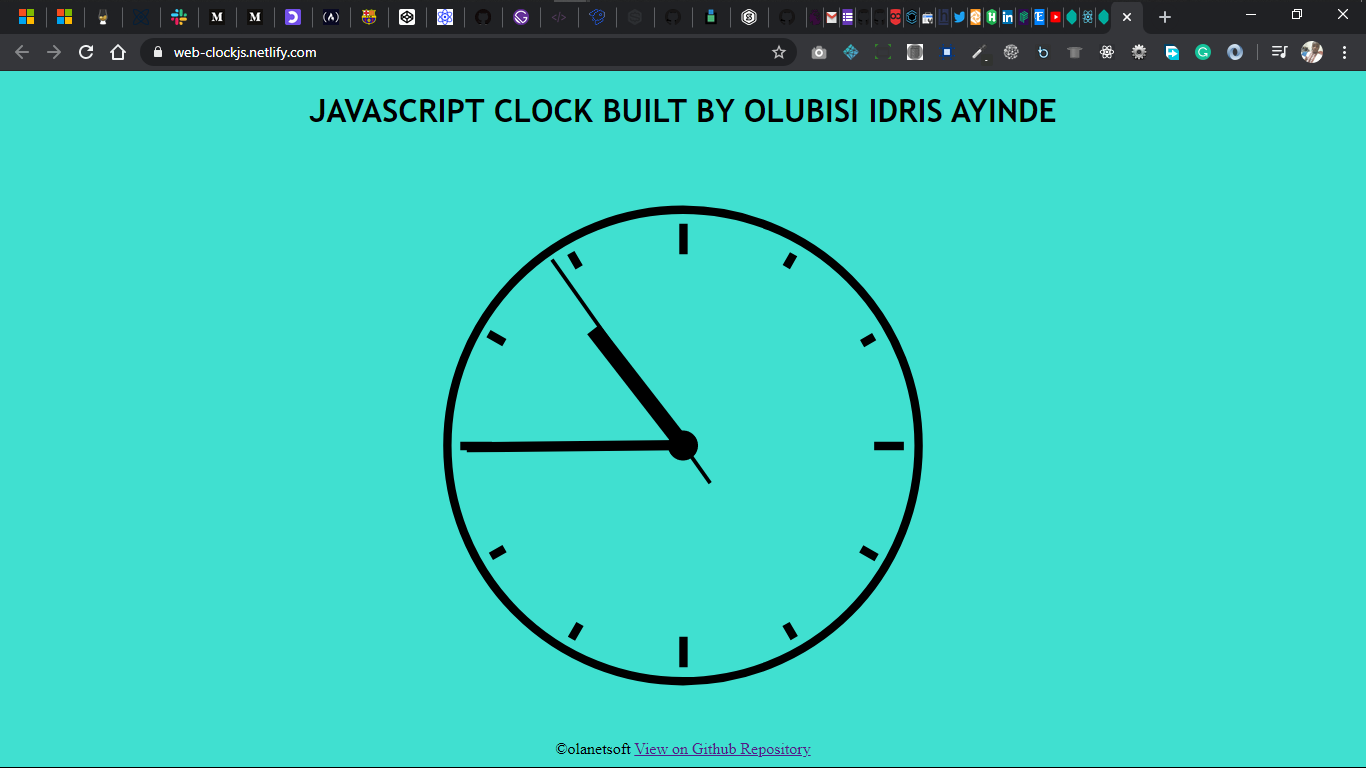 web-clockjs.netlify.com
JAVASCRIPT CLOCK BUILT BY OLUBISI IDRIS AYINDE
©olanetsoft View on Github Repository